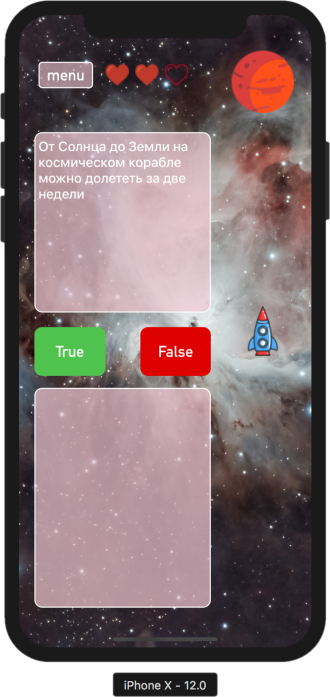 menu
От Солнца до Земли на
космическом корабле
можно долететь за две
недели
True
False
iPhone X – 12.0